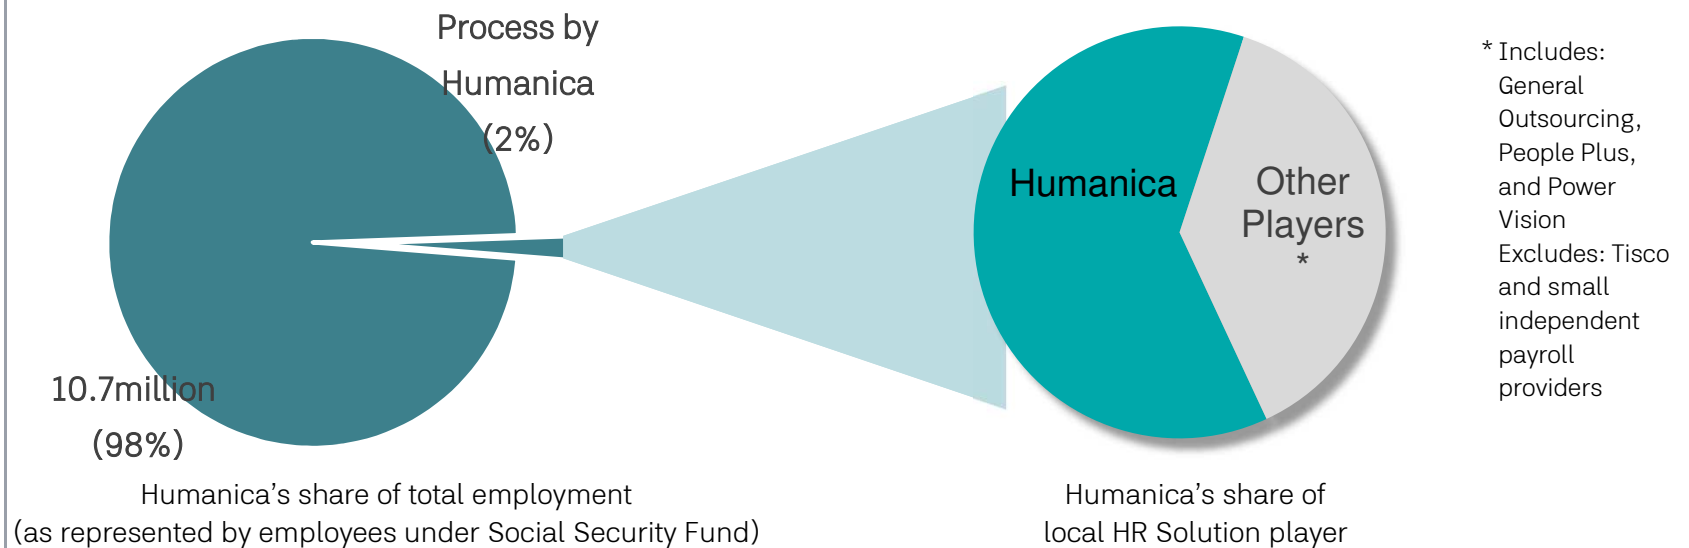 Process by
Humanica
(2%)
10.7million
(98%)
Humanica’s share of total employment
(as represented by employees under Social Security Fund)
Humanica
Other
Players
*
Humanica’s share of
local HR Solution player
* Includes:
General
Outsourcing,
People Plus,
and Power
Vision
Excludes: Tisco
and small
independent
payroll
providers